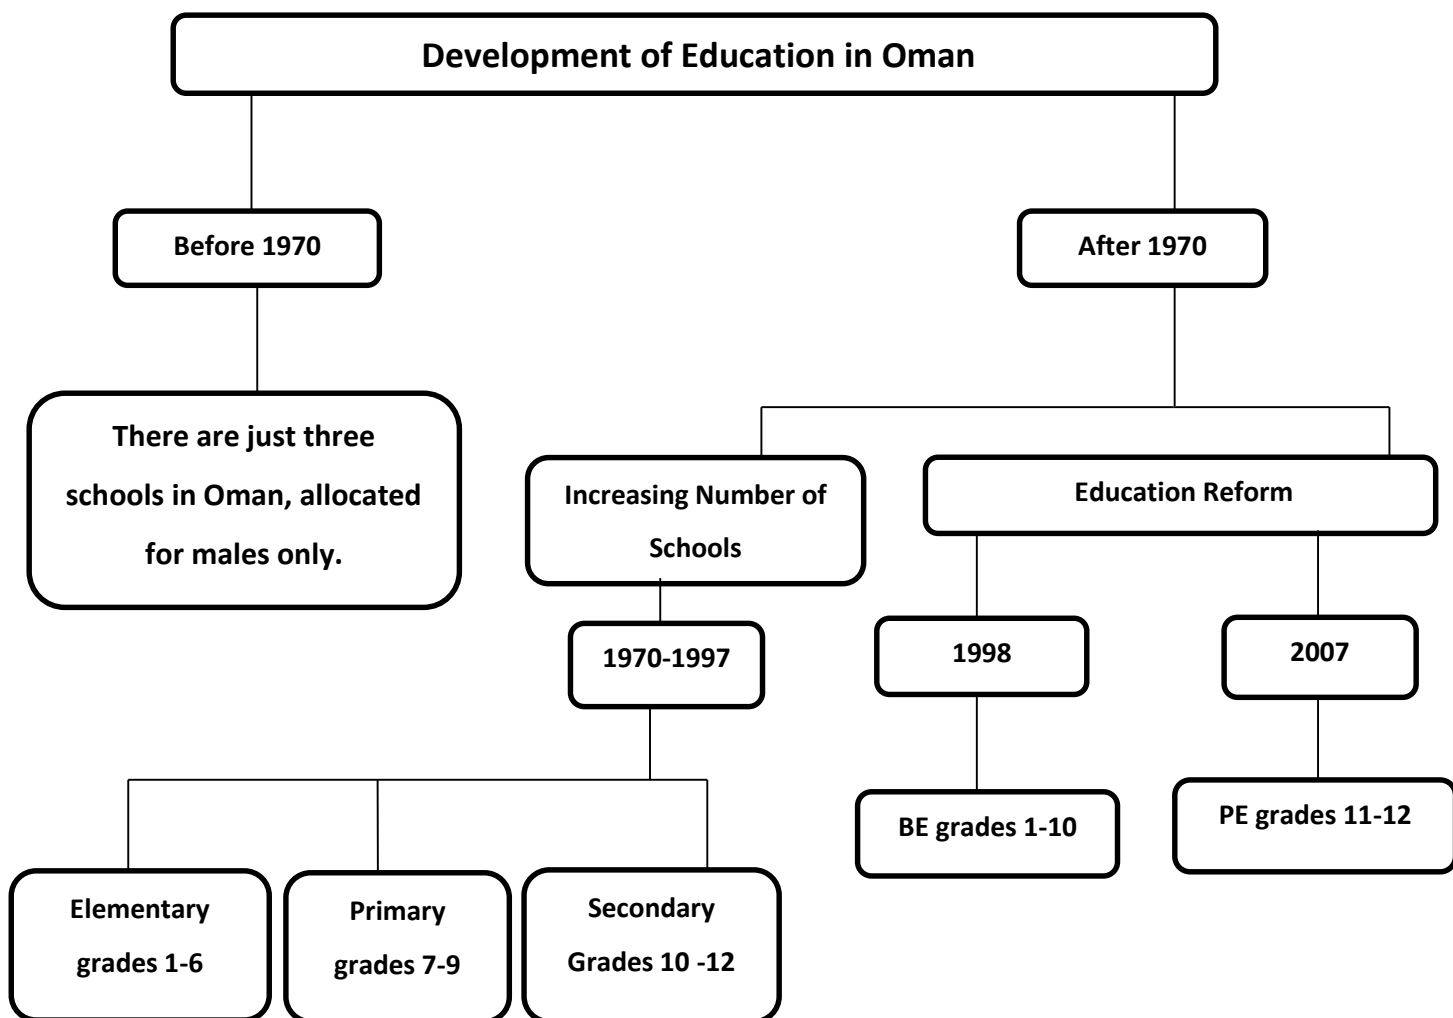 Development of Education in Oman
Before 1970
After 1970
There are just three
schools in Oman, allocated
for males only.
Increasing Number of
Schools
Education Reform
1970-1997
1998
2007
BE grades 1-10
PE grades 11-12
Elementary
grades 1-6
Primary
grades 7-9
Secondary
Grades 10 -12